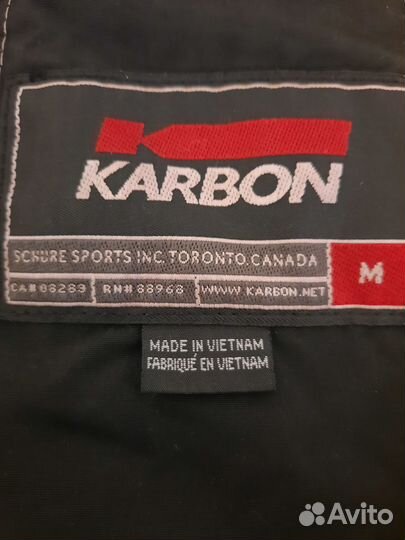 KARBON
SCHURE SPORTS INC. TORONTO. CANADA
M
CA# 08283 RN# 88968 WWW.KARBON.NET
MADE IN VIETNAM
FABRIQUÉ EN VIETNAM
Avito